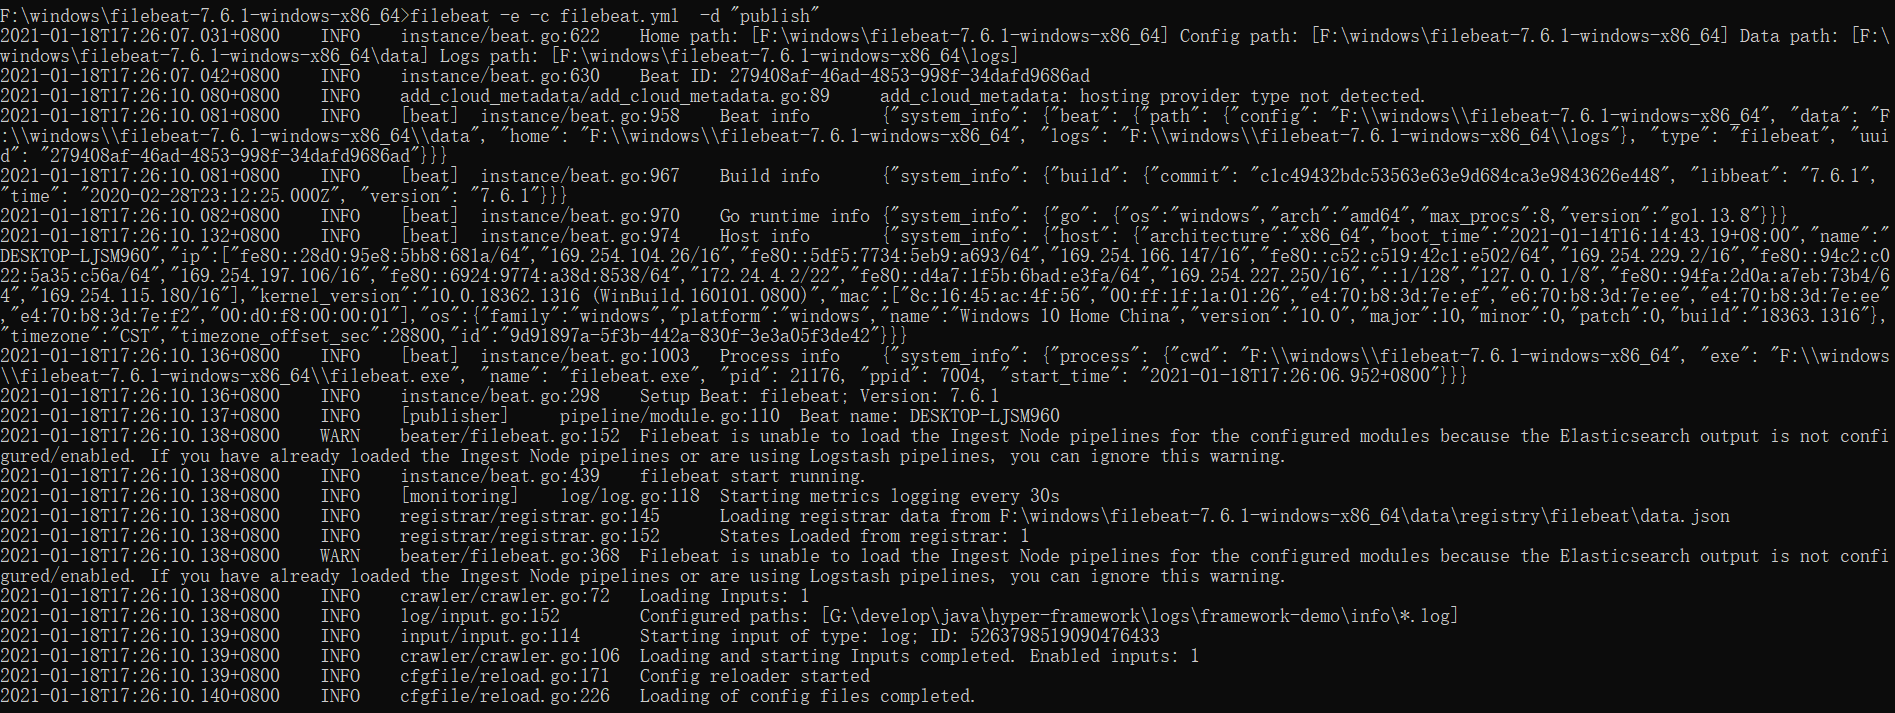 F:\windows\filebeat-7.6.1-windows-x86_64>filebeat -e -c filebeat.yml  -d "publish"
2021-01-18T17:26:07.031+0800    INFO    instance/beat.go:622    Home path: [F:\windows\filebeat-7.6.1-windows-x86_64] Config path: [F:\windows\filebeat-7.6.1-windows-x86_64] Data path: [F:\
windows\filebeat-7.6.1-windows-x86_64\data] Logs path: [F:\windows\filebeat-7.6.1-windows-x86_64\logs]
2021-01-18T17:26:07.042+0800    INFO    instance/beat.go:630    Beat ID: 279408af-46ad-4853-998f-34dafd9686ad
2021-01-18T17:26:10.080+0800    INFO    add_cloud_metadata/add_cloud_metadata.go:89     add_cloud_metadata: hosting provider type not detected.
2021-01-18T17:26:10.081+0800    INFO    [beat]  instance/beat.go:958    Beat info       {"system_info": {"beat": {"path": {"config": "F:\\windows\\filebeat-7.6.1-windows-x86_64", "data": "F
:\\windows\\filebeat-7.6.1-windows-x86_64\\data", "home": "F:\\windows\\filebeat-7.6.1-windows-x86_64", "logs": "F:\\windows\\filebeat-7.6.1-windows-x86_64\\logs"}, "type": "filebeat", "uui
d": "279408af-46ad-4853-998f-34dafd9686ad"}}}
2021-01-18T17:26:10.081+0800    INFO    [beat]  instance/beat.go:967    Build info      {"system_info": {"build": {"commit": "c1c49432bdc53563e63e9d684ca3e9843626e448", "libbeat": "7.6.1",
"time": "2020-02-28T23:12:25.000Z", "version": "7.6.1"}}}
2021-01-18T17:26:10.082+0800    INFO    [beat]  instance/beat.go:970    Go runtime info {"system_info": {"go": {"os":"windows","arch":"amd64","max_procs":8,"version":"go1.13.8"}}}
2021-01-18T17:26:10.132+0800    INFO    [beat]  instance/beat.go:974    Host info       {"system_info": {"host": {"architecture":"x86_64","boot_time":"2021-01-14T16:14:43.19+08:00","name":"
DESKTOP-LJSM960","ip":["fe80::28d0:95e8:5bb8:681a/64","169.254.104.26/16","fe80::5df5:7734:5eb9:a693/64","169.254.166.147/16","fe80::c52:c519:42c1:e502/64","169.254.229.2/16","fe80::94c2:c0
22:5a35:c56a/64","169.254.197.106/16","fe80::6924:9774:a38d:8538/64","172.24.4.2/22","fe80::d4a7:1f5b:6bad:e3fa/64","169.254.227.250/16","::1/128","127.0.0.1/8","fe80::94fa:2d0a:a7eb:73b4/6
4","169.254.115.180/16"],"kernel_version":"10.0.18362.1316 (WinBuild.160101.0800)","mac":["8c:16:45:ac:4f:56","00:ff:1f:1a:01:26","e4:70:b8:3d:7e:ef","e6:70:b8:3d:7e:ee","e4:70:b8:3d:7e:ee"
,"e4:70:b8:3d:7e:f2","00:d0:f8:00:00:01"],"os":{"family":"windows","platform":"windows","name":"Windows 10 Home China","version":"10.0","major":10,"minor":0,"patch":0,"build":"18363.1316"},
"timezone":"CST","timezone_offset_sec":28800,"id":"9d91897a-5f3b-442a-830f-3e3a05f3de42"}}}
2021-01-18T17:26:10.136+0800    INFO    [beat]  instance/beat.go:1003   Process info    {"system_info": {"process": {"cwd": "F:\\windows\\filebeat-7.6.1-windows-x86_64", "exe": "F:\\windows
\\filebeat-7.6.1-windows-x86_64\\filebeat.exe", "name": "filebeat.exe", "pid": 21176, "ppid": 7004, "start_time": "2021-01-18T17:26:06.952+0800"}}}
2021-01-18T17:26:10.136+0800    INFO    instance/beat.go:298    Setup Beat: filebeat; Version: 7.6.1
2021-01-18T17:26:10.137+0800    INFO    [publisher]     pipeline/module.go:110  Beat name: DESKTOP-LJSM960
2021-01-18T17:26:10.138+0800    WARN    beater/filebeat.go:152  Filebeat is unable to load the Ingest Node pipelines for the configured modules because the Elasticsearch output is not confi
gured/enabled. If you have already loaded the Ingest Node pipelines or are using Logstash pipelines, you can ignore this warning.
2021-01-18T17:26:10.138+0800    INFO    instance/beat.go:439    filebeat start running.
2021-01-18T17:26:10.138+0800    INFO    [monitoring]    log/log.go:118  Starting metrics logging every 30s
2021-01-18T17:26:10.138+0800    INFO    registrar/registrar.go:145      Loading registrar data from F:\windows\filebeat-7.6.1-windows-x86_64\data\registry\filebeat\data.json
2021-01-18T17:26:10.138+0800    INFO    registrar/registrar.go:152      States Loaded from registrar: 1
2021-01-18T17:26:10.138+0800    WARN    beater/filebeat.go:368  Filebeat is unable to load the Ingest Node pipelines for the configured modules because the Elasticsearch output is not confi
gured/enabled. If you have already loaded the Ingest Node pipelines or are using Logstash pipelines, you can ignore this warning.
2021-01-18T17:26:10.138+0800    INFO    crawler/crawler.go:72   Loading Inputs: 1
2021-01-18T17:26:10.138+0800    INFO    log/input.go:152        Configured paths: [G:\develop\java\hyper-framework\logs\framework-demo\info\*.log]
2021-01-18T17:26:10.139+0800    INFO    input/input.go:114      Starting input of type: log; ID: 5263798519090476433
2021-01-18T17:26:10.139+0800    INFO    crawler/crawler.go:106  Loading and starting Inputs completed. Enabled inputs: 1
2021-01-18T17:26:10.139+0800    INFO    cfgfile/reload.go:171   Config reloader started
2021-01-18T17:26:10.140+0800    INFO    cfgfile/reload.go:226   Loading of config files completed.